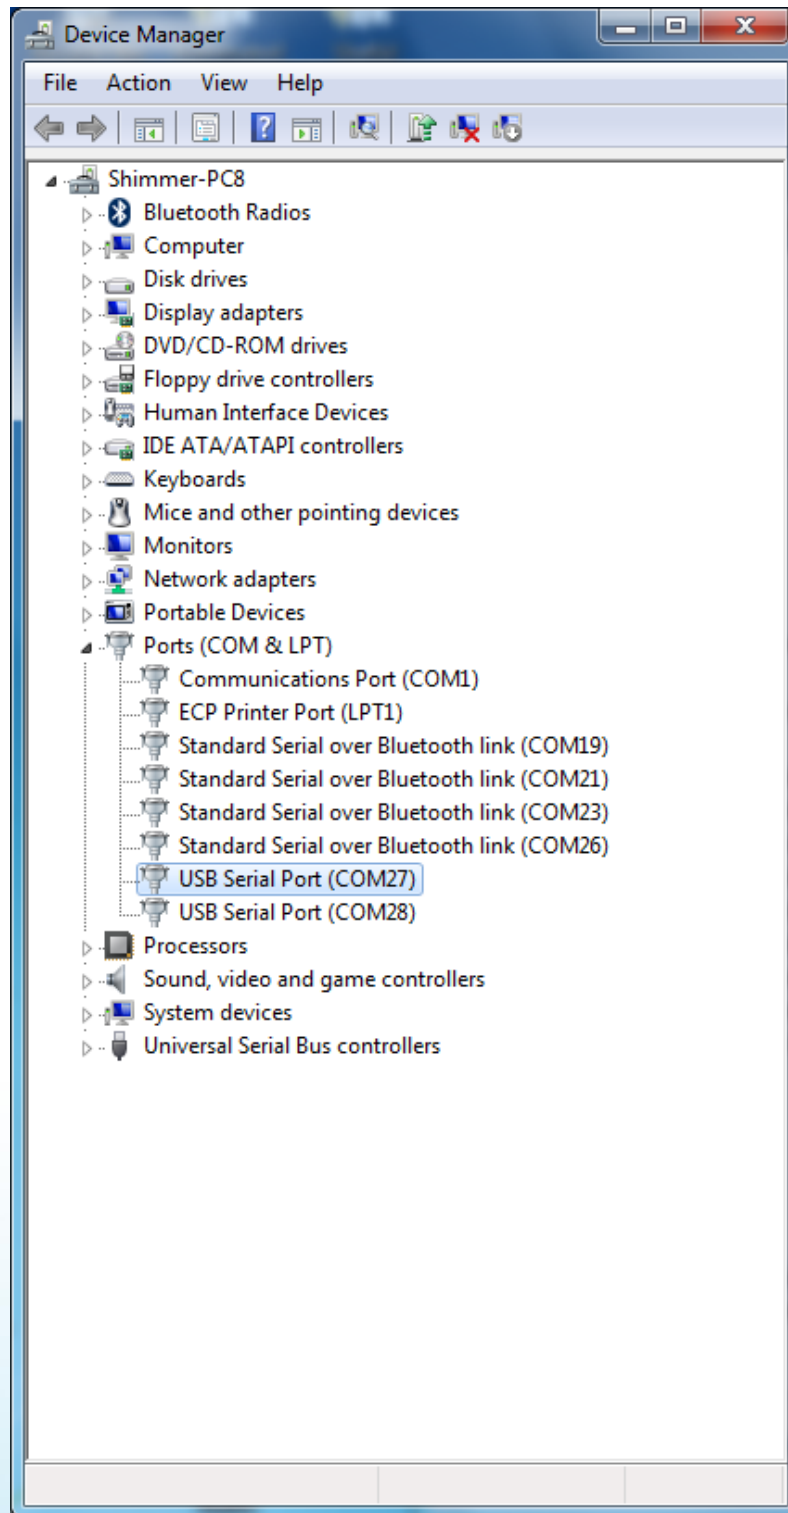 Device Manager
File Action View Help
Shimmer-PC8
Bluetooth Radios
Computer
Disk drives
Display adapters
DVD/CD-ROM drives
Floppy drive controllers
Human Interface Devices
IDE ATA/ATAPI controllers
Keyboards
Mice and other pointing devices
Monitors
Network adapters
Portable Devices
Ports (COM & LPT)
Communications Port (COM1)
ECP Printer Port (LPT1)
Standard Serial over Bluetooth link (COM19)
Standard Serial over Bluetooth link (COM21)
Standard Serial over Bluetooth link (COM23)
Standard Serial over Bluetooth link (COM26)
USB Serial Port (COM27)
USB Serial Port (COM28)
Processors
Sound, video and game controllers
System devices
Universal Serial Bus controllers